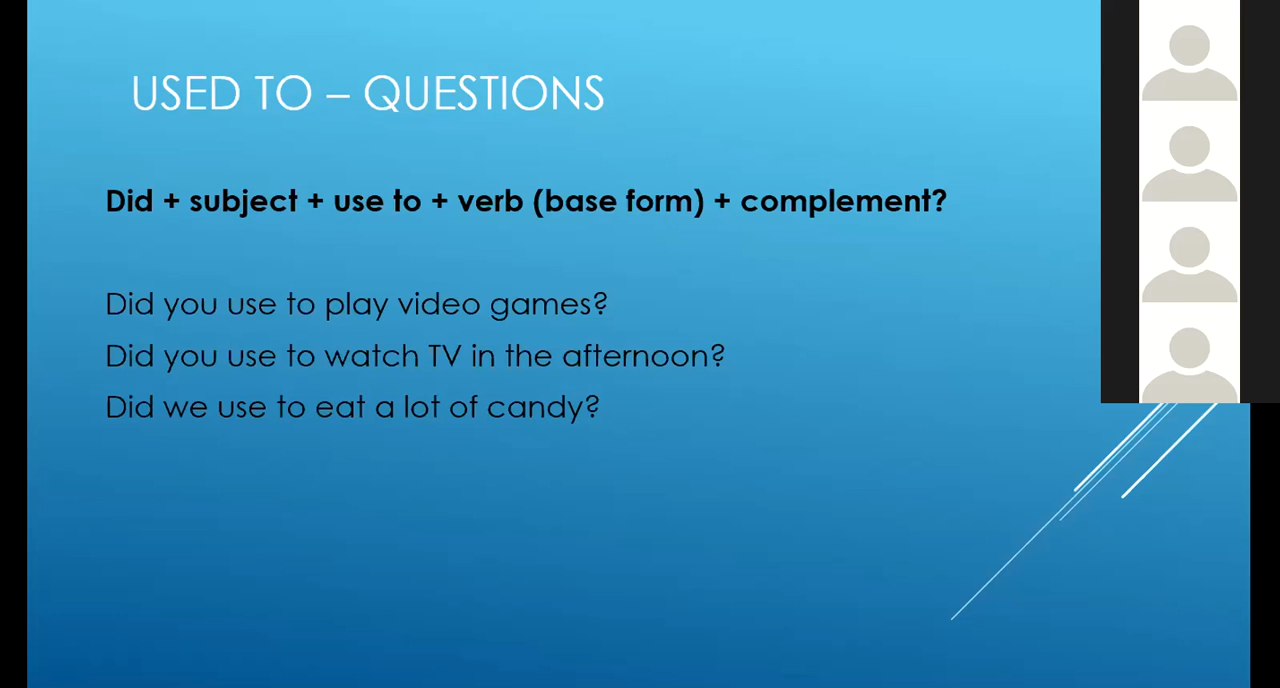 USED TO – QUESTIONS
Did + subject + use to + verb (base form) + complement?
Did you use to play video games?
Did you use to watch TV in the afternoon?
Did we use to eat a lot of candy?